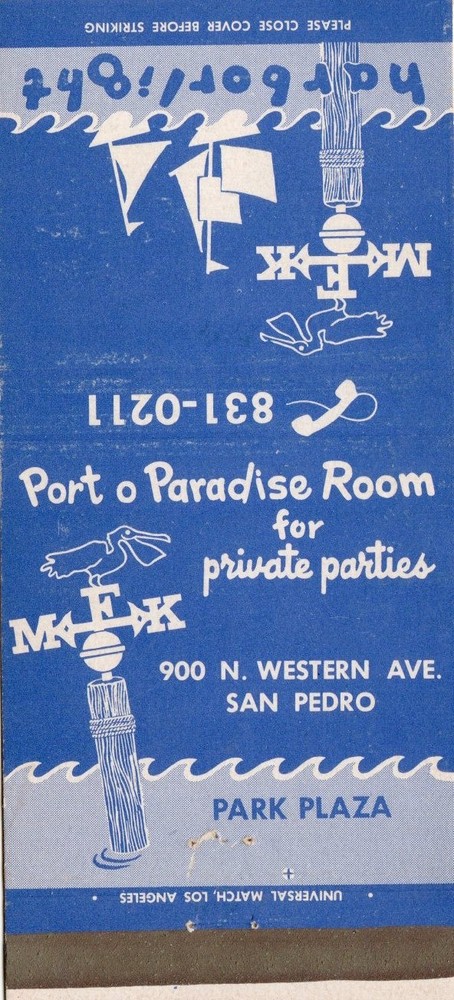 PLEASE CLOSE COVER BEFORE STRIKING
harborlight
M E K
831-0211
Port o Paradise Room
for
private parties
M E K
900 N. WESTERN AVE.
SAN PEDRO
PARK PLAZA
• UNIVERSAL MATCH, LOS ANGELES •